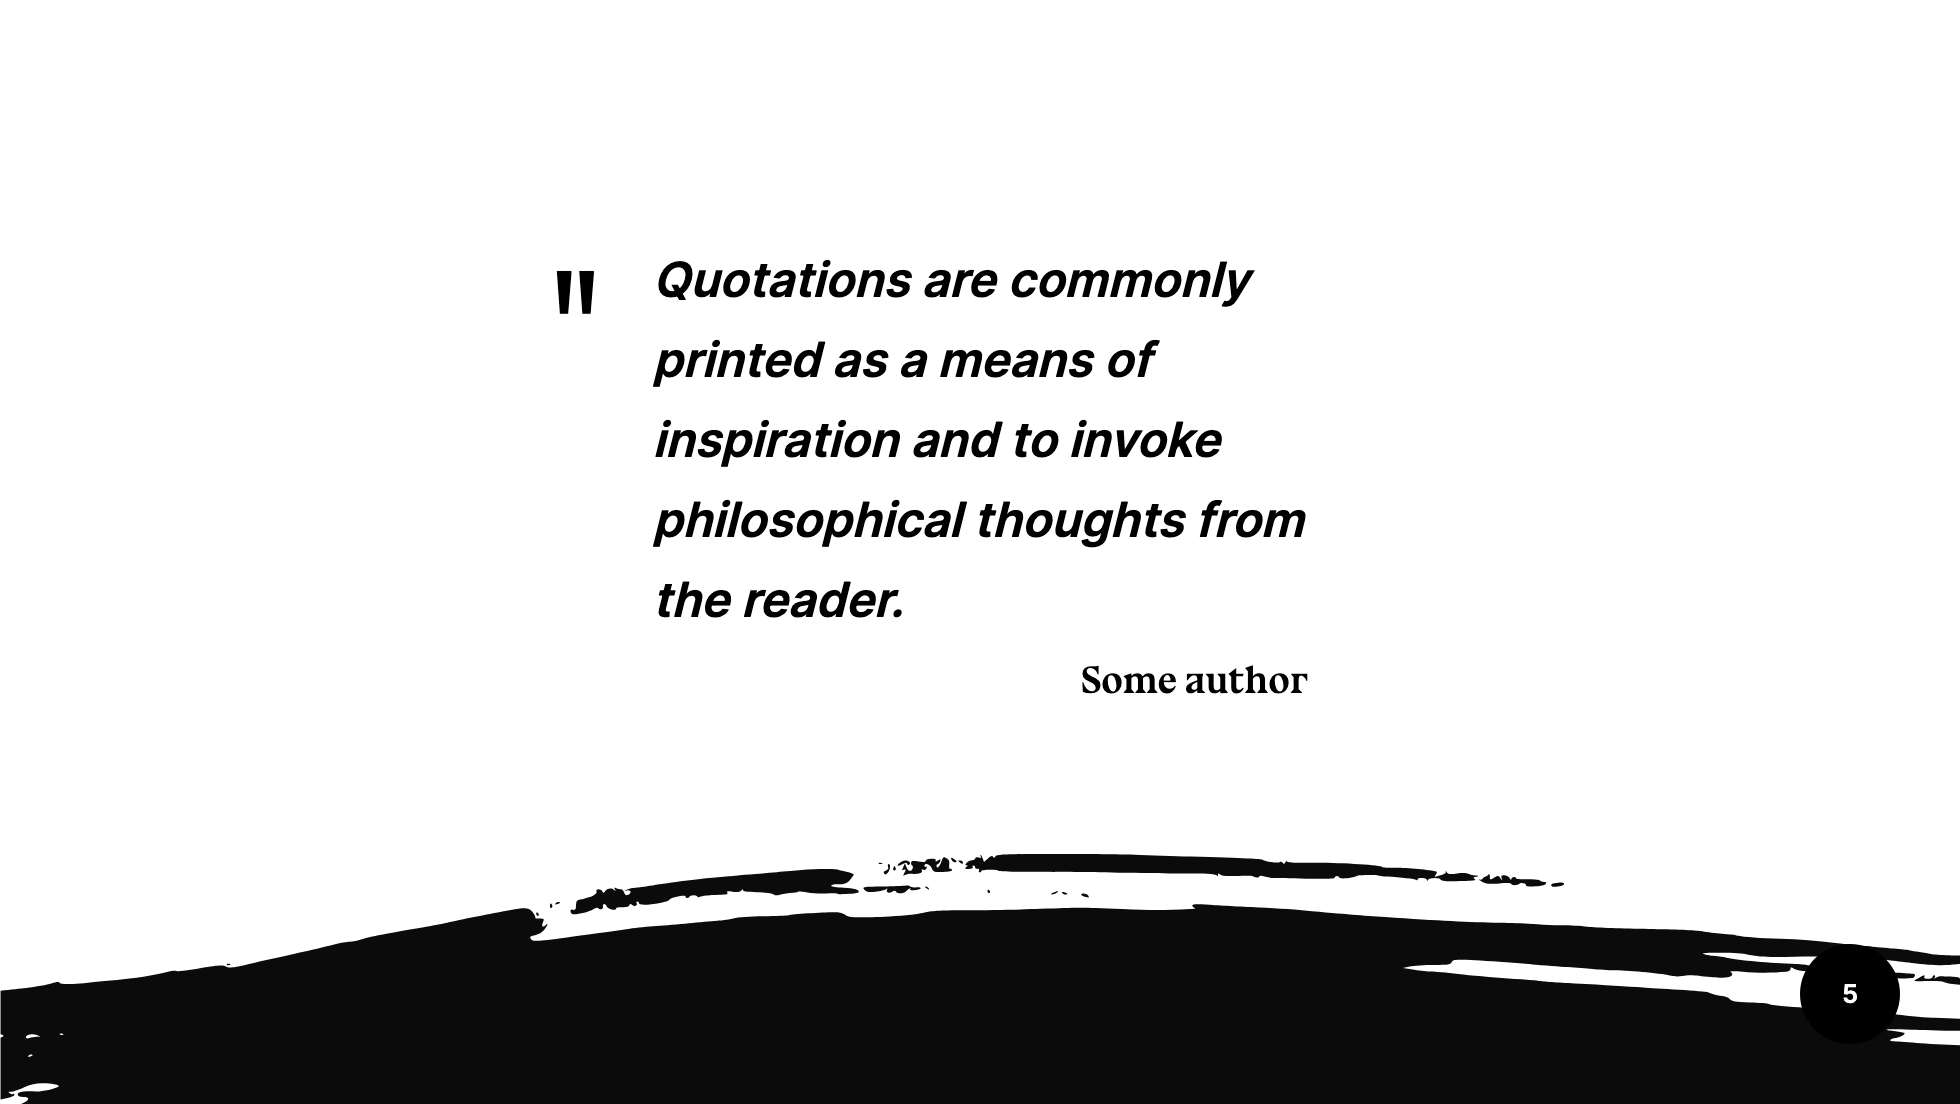 "
Quotations are commonly
printed as a means of
inspiration and to invoke
philosophical thoughts from
the reader.
Some author
5